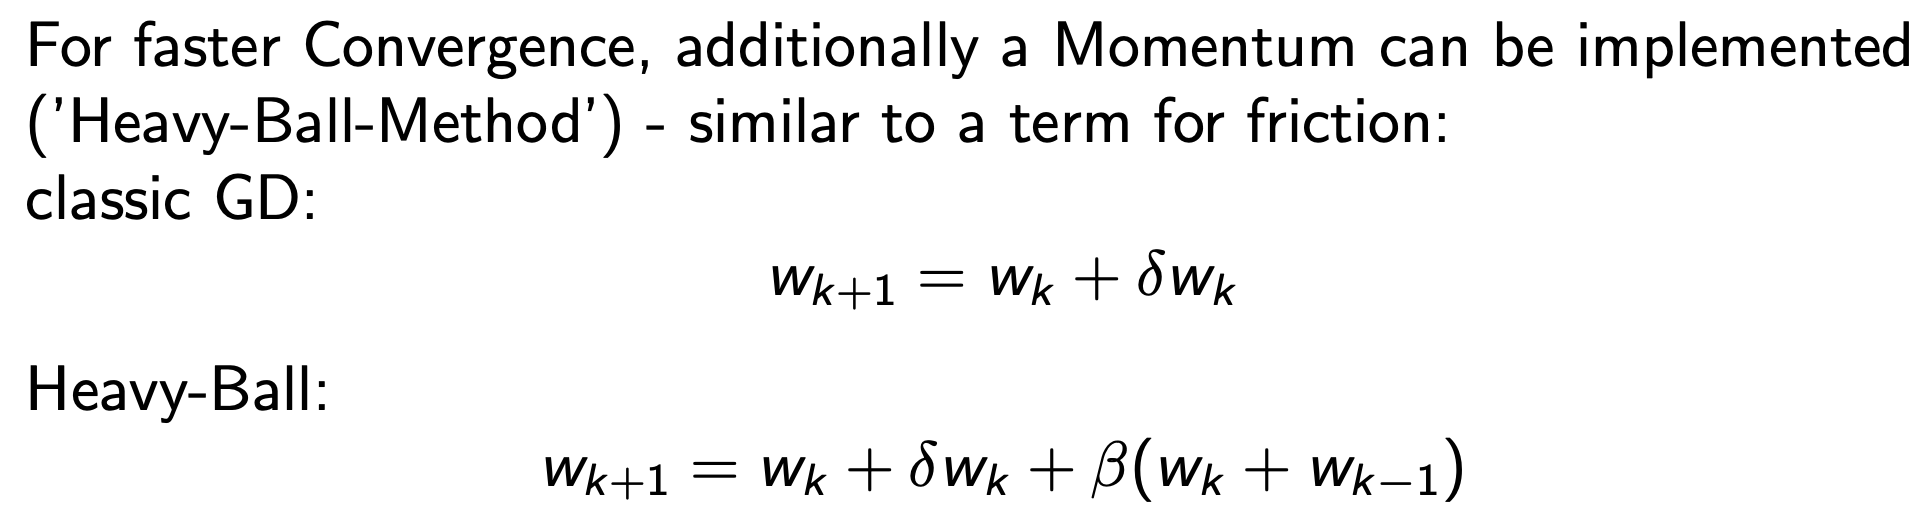 For faster Convergence, additionally a Momentum can be implemented
('Heavy-Ball-Method') - similar to a term for friction:
classic GD:
w_{k+1} = w_k + δw_k
Heavy-Ball:
w_{k+1} = w_k + δw_k + β(w_k + w_{k−1})